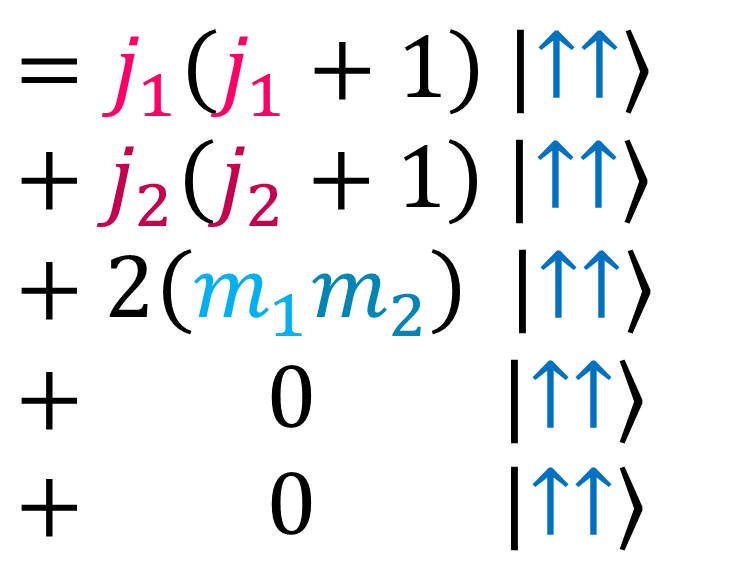 = j₁(j₁ + 1) |↑↑⟩
+ j₂(j₂ + 1) |↑↑⟩
+ 2(m₁m₂) |↑↑⟩
+ 0 |↑↑⟩
+ 0 |↑↑⟩